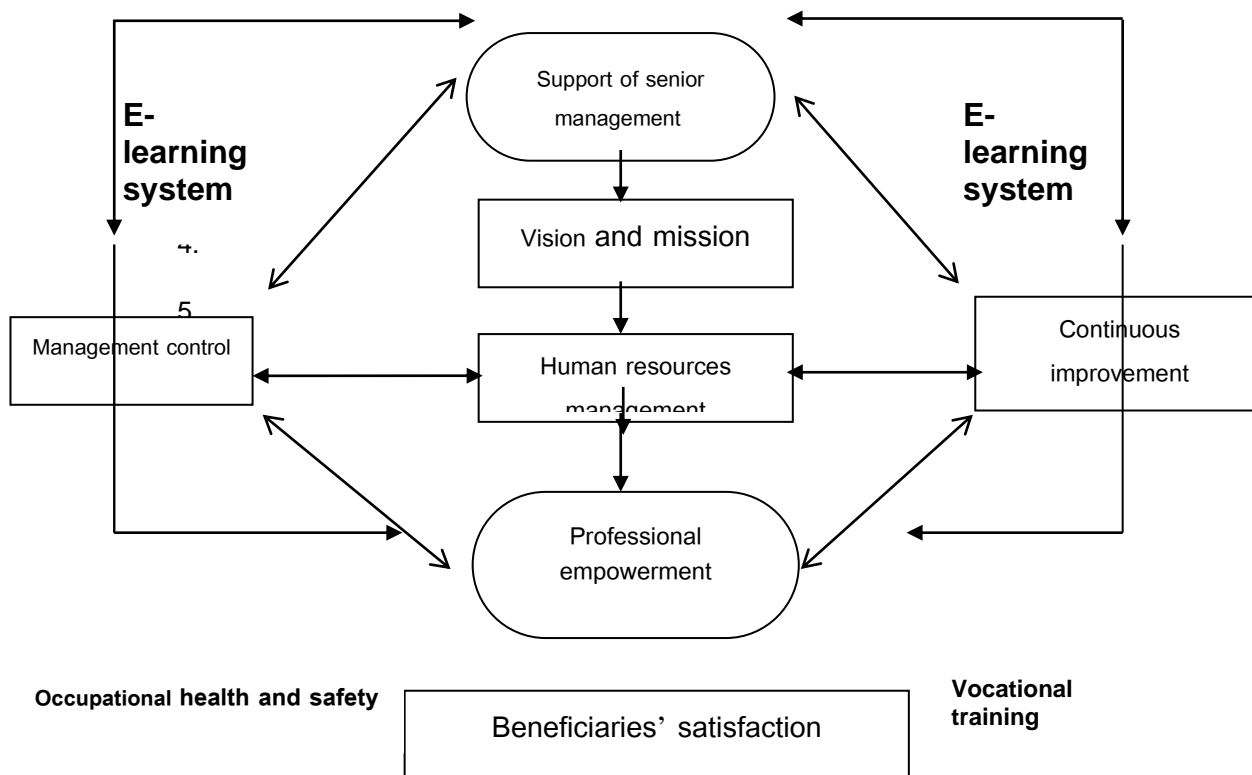 Support of senior
management
E-
learning
system
E-
learning
system
Vision and mission
4.
5
Management control
Human resources
management
Continuous
improvement
Professional
empowerment
Occupational health and safety
Vocational
training
Beneficiaries’ satisfaction